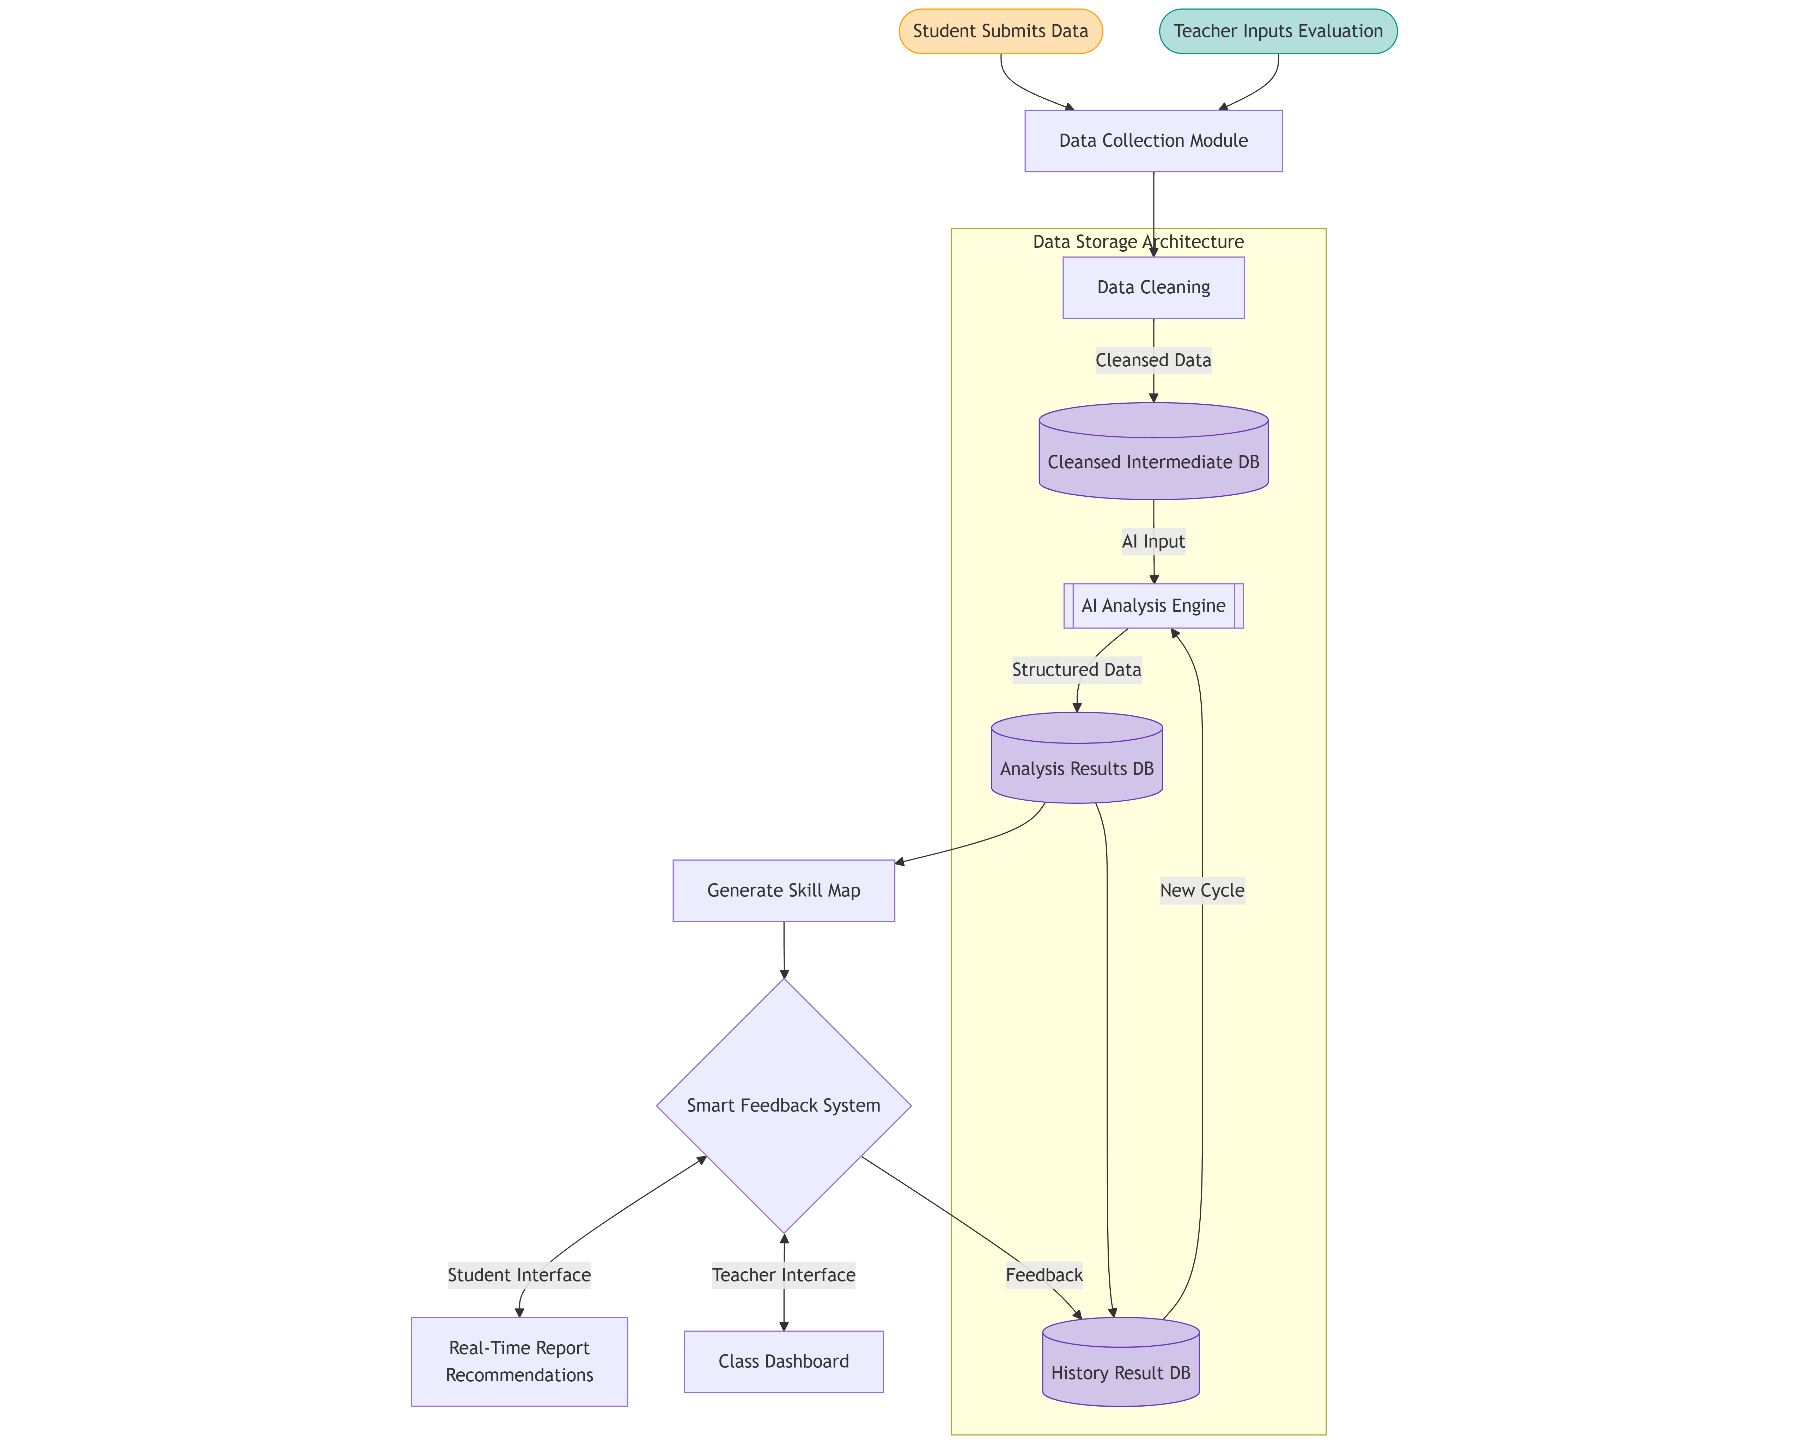 Student Submits Data
Teacher Inputs Evaluation
Data Collection Module
Data Storage Architecture
Data Cleaning
Cleansed Data
Cleansed Intermediate DB
AI Input
AI Analysis Engine
Structured Data
Analysis Results DB
Generate Skill Map
New Cycle
Smart Feedback System
Student Interface
Teacher Interface
Feedback
Real-Time Report
Recommendations
Class Dashboard
History Result DB